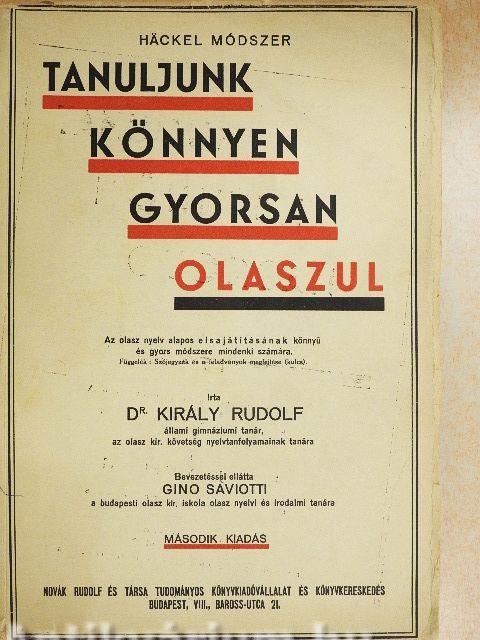 HÄCKEL MÓDSZER
TANULJUNK
KÖNNYEN
GYORSAN
OLASZUL
Az olasz nyelv alapos elsajátításának könnyű
és gyors módszere mindenki számára.
Függelék: Szójegyzék és a feladványok megfejtése (kulcs).
Irta
DR. KIRÁLY RUDOLF
állami gimnáziumi tanár,
az olasz kir. követség nyelvtanfolyamainak tanára
Bevezetéssel ellátta
GINO SAVIOTTI
a budapesti olasz kir. iskola olasz nyelvi és irodalmi tanára
MÁSODIK KIADÁS
NOVÁK RUDOLF ÉS TÁRSA TUDOMÁNYOS KÖNYVKIADÓVÁLLALAT ÉS KÖNYVKERESKEDÉS
BUDAPEST, VIII., BAROSS-UTCA 21.